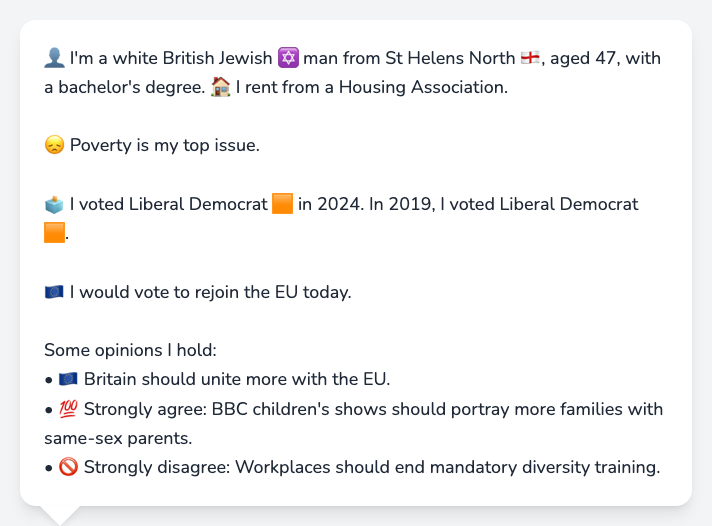 👤 I'm a white British Jewish ✡️ man from St Helens North 🏴󠁧󠁢󠁥󠁮󠁧󠁿, aged 47, with
a bachelor's degree. 🏠 I rent from a Housing Association.
😞 Poverty is my top issue.
🗳️ I voted Liberal Democrat 🟧 in 2024. In 2019, I voted Liberal Democrat
🟧.
🇪🇺 I would vote to rejoin the EU today.
Some opinions I hold:
• 🇪🇺 Britain should unite more with the EU.
• 💯 Strongly agree: BBC children's shows should portray more families with
same-sex parents.
• 🚫 Strongly disagree: Workplaces should end mandatory diversity training.